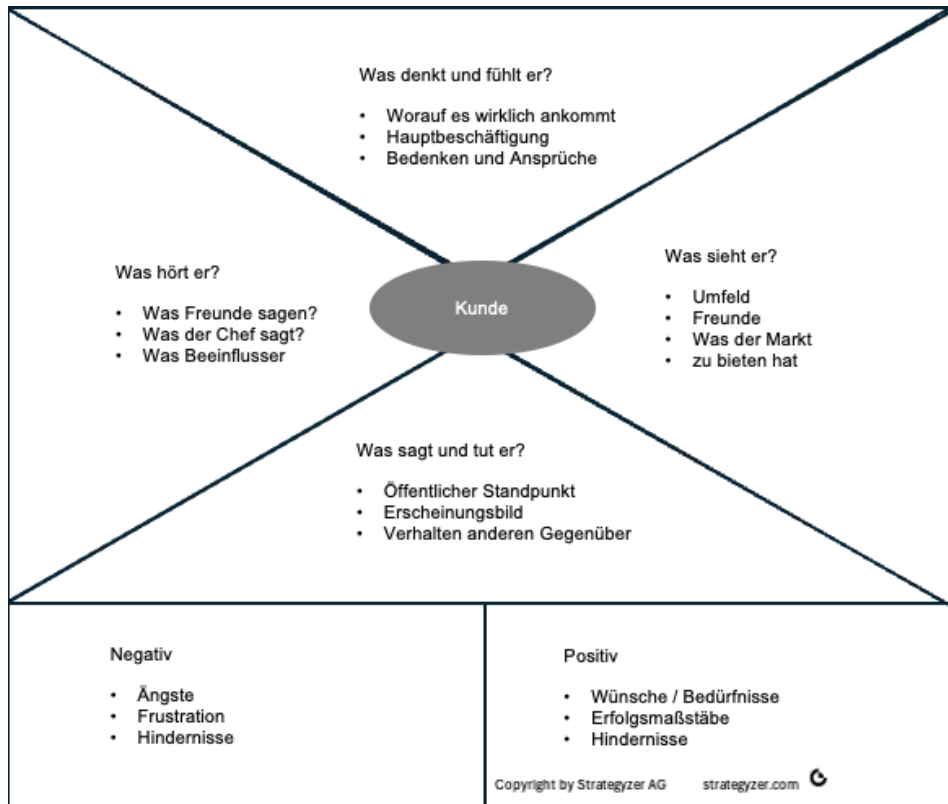 Was denkt und fühlt er?
• Worauf es wirklich ankommt
• Hauptbeschäftigung
• Bedenken und Ansprüche
Was hört er?
• Was Freunde sagen?
• Was der Chef sagt?
• Was Beeinflusser
Kunde
Was sieht er?
• Umfeld
• Freunde
• Was der Markt
• zu bieten hat
Was sagt und tut er?
• Öffentlicher Standpunkt
• Erscheinungsbild
• Verhalten anderen Gegenüber
Negativ
• Ängste
• Frustration
• Hindernisse
Positiv
• Wünsche / Bedürfnisse
• Erfolgsmaßstäbe
• Hindernisse
Copyright by Strategyzer AG strategyzer.com